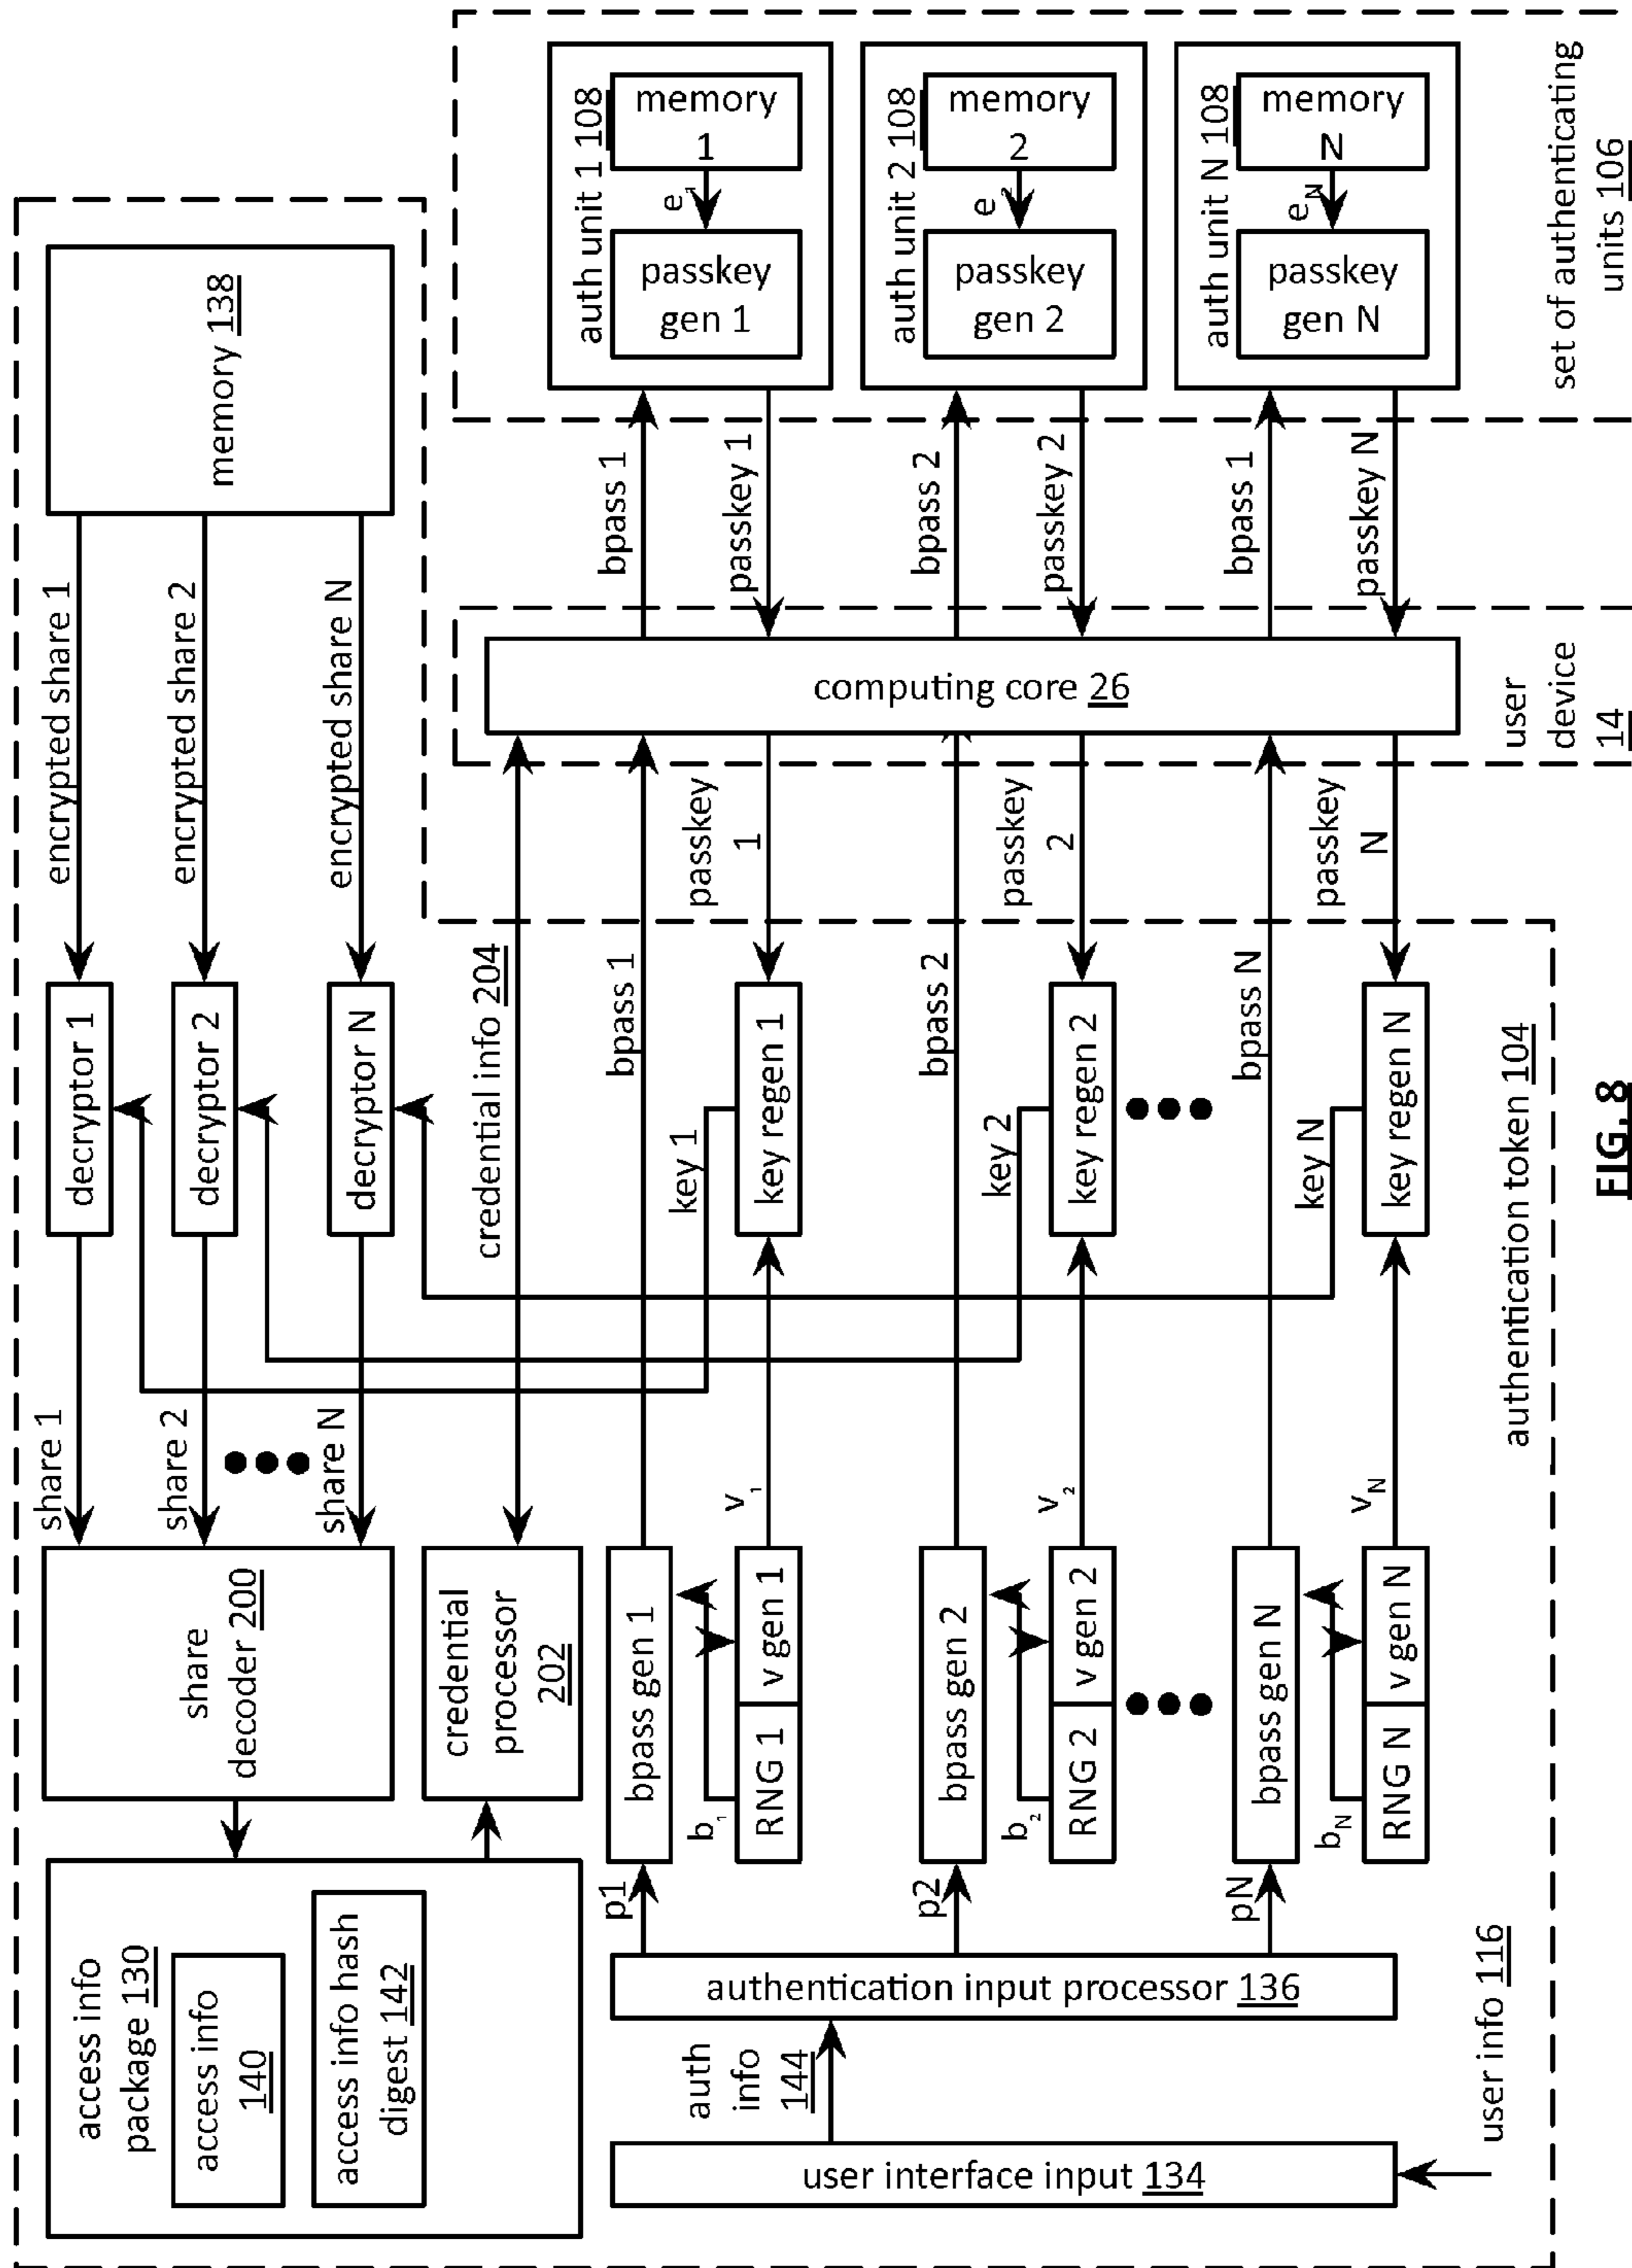 access info
package 130
access info
140
access info hash
digest 142
share
decoder 200
share 1
share 2
share N
decryptor 1
decryptor 2
decryptor N
encrypted share 1
encrypted share 2
encrypted share N
memory 138
credential
processor
202
credential info 204
user interface input 134
user info 116
auth
info
144
authentication input processor 136
p1
bpass gen 1
b1
RNG 1
v gen 1
v1
key 1
key regen 1
bpass 1
passkey
1
p2
bpass gen 2
b2
RNG 2
v gen 2
v2
key 2
key regen 2
bpass 2
passkey
2
pN
bpass gen N
bN
RNG N
v gen N
vN
key N
key regen N
bpass N
passkey
N
authentication token 104
computing core 26
user
device
14
bpass 1
passkey 1
bpass 2
passkey 2
bpass 1
passkey N
auth unit 1 108
passkey
gen 1
e1
memory
1
auth unit 2 108
passkey
gen 2
e2
memory
2
auth unit N 108
passkey
gen N
eN
memory
N
set of authenticating
units 106
FIG. 8